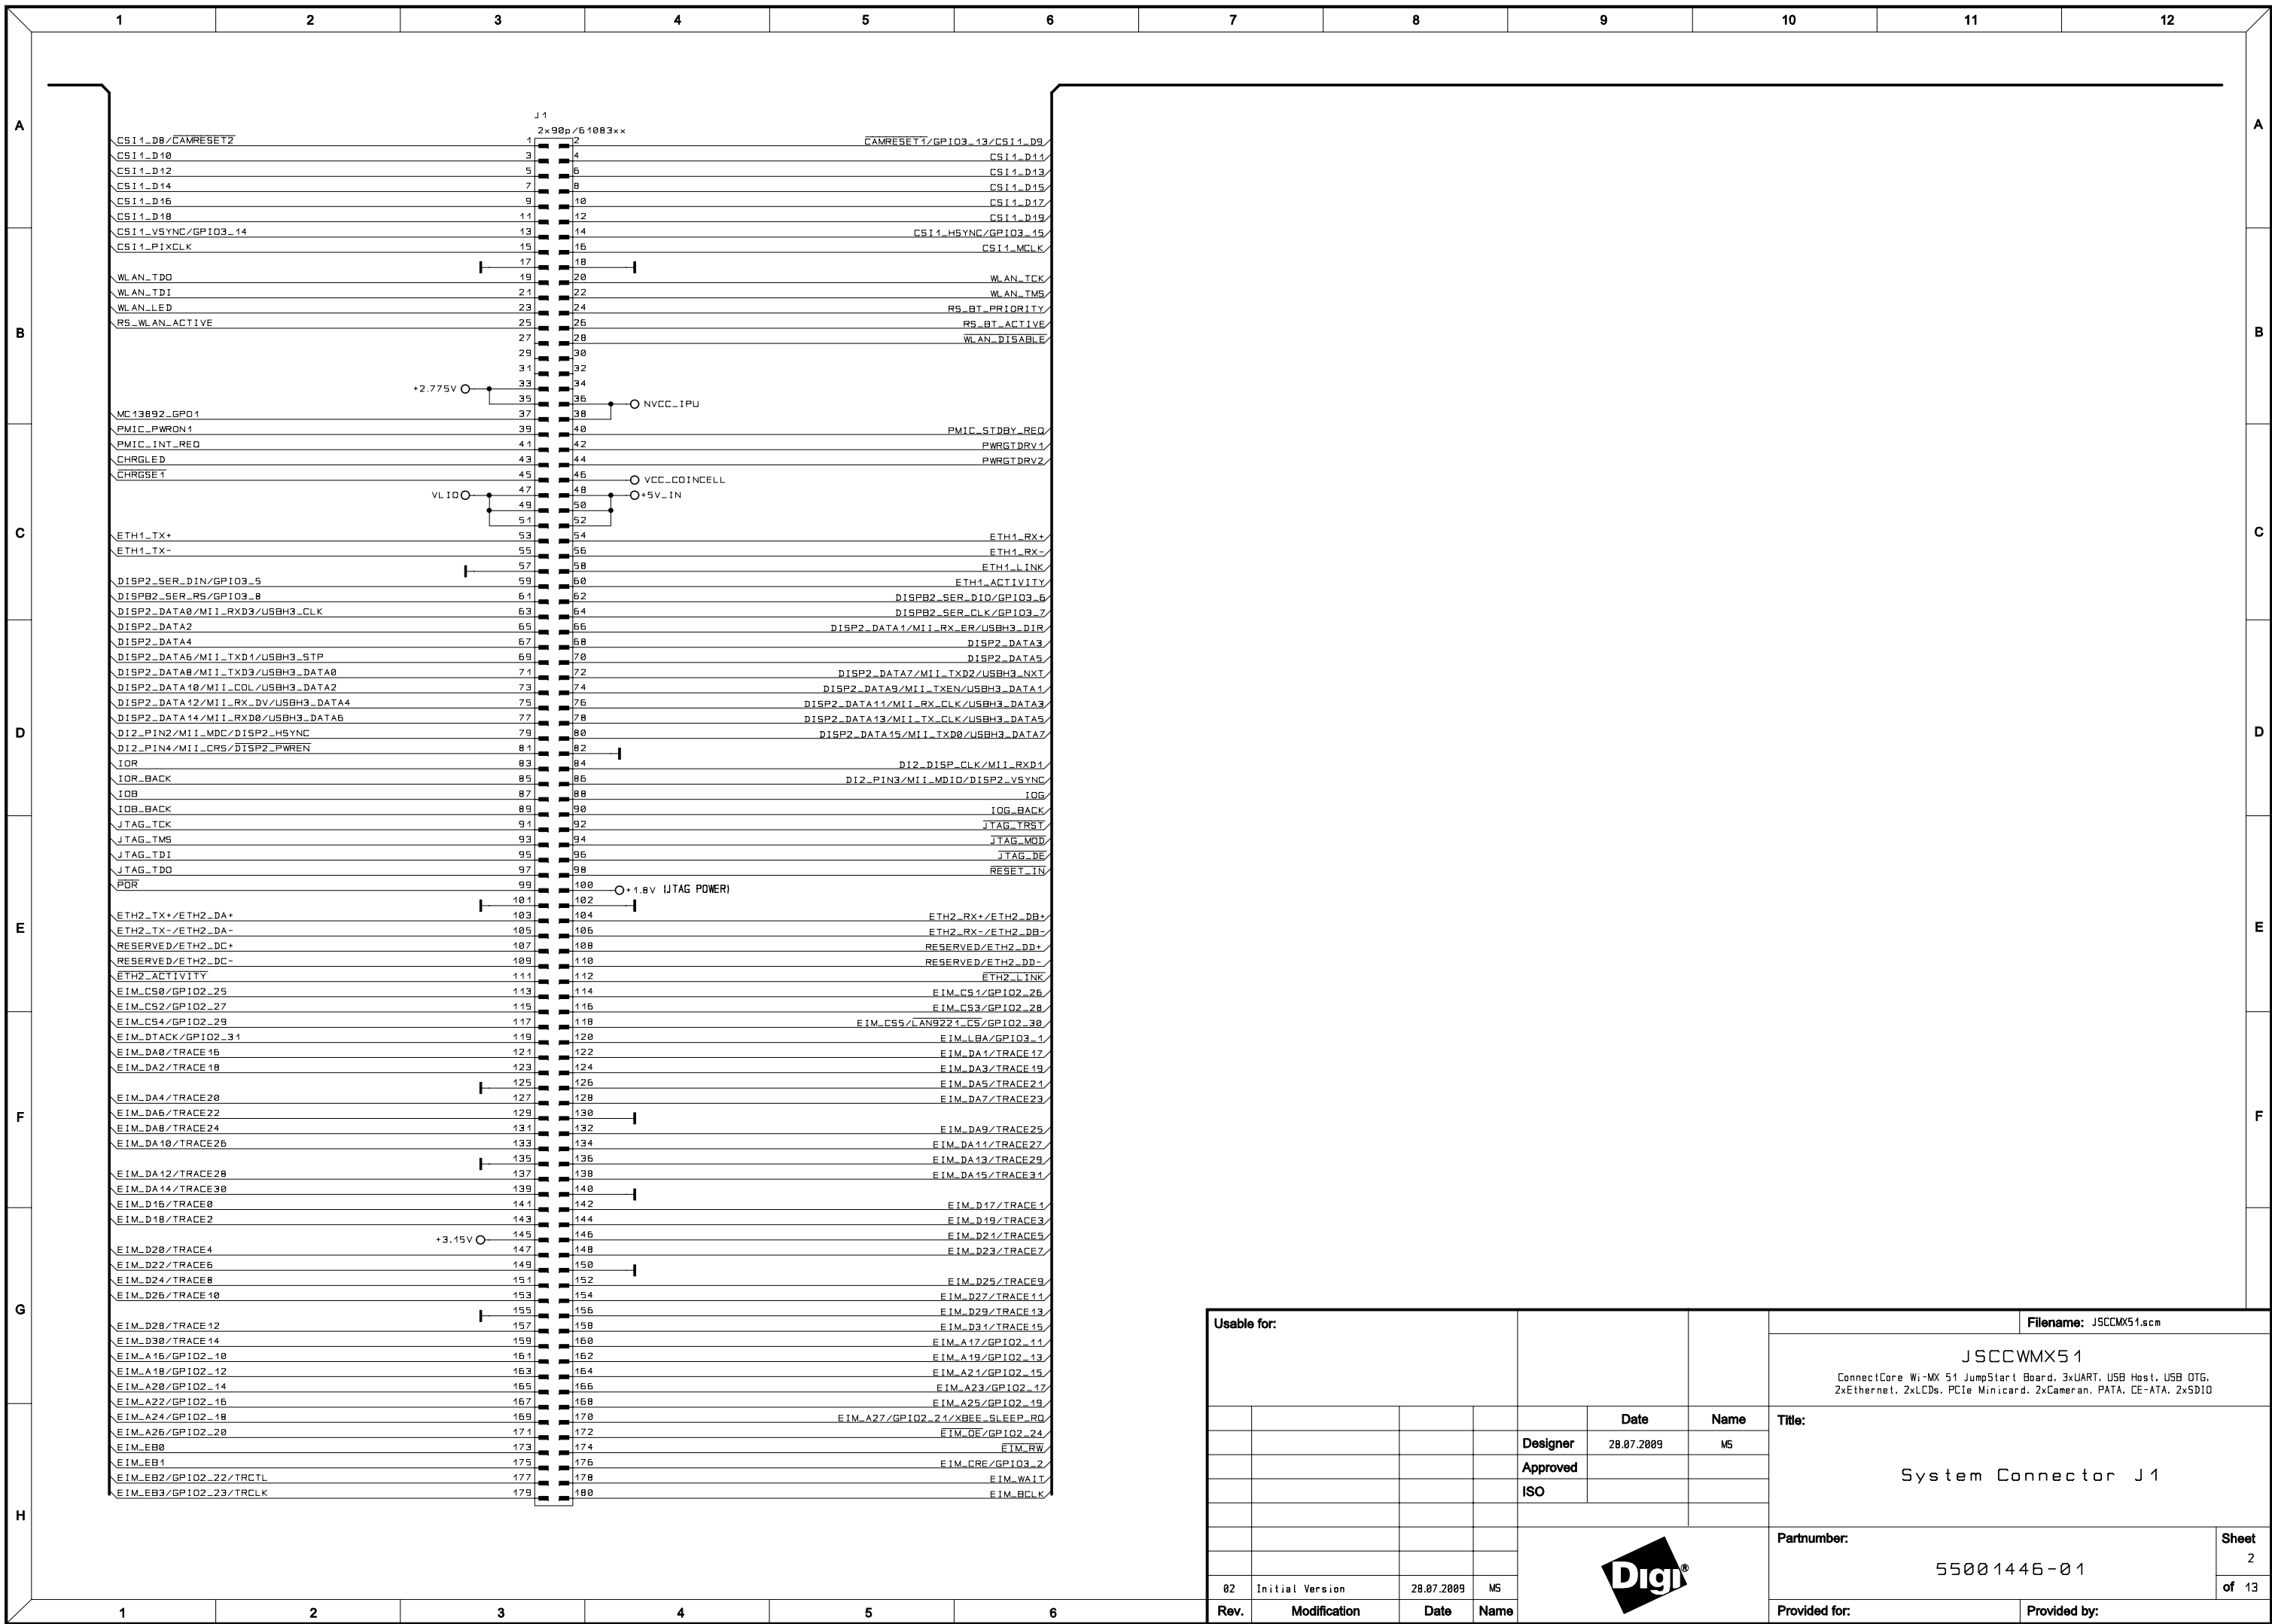 1 2 3 4 5 6 7 8 9 10 11 12
J1
2x90p/61083xx
A A
CSI1_D8/CAMRESET2 1 2 CAMRESET1/GPIO3_13/CSI1_D9
CSI1_D10 3 4 CSI1_D11
CSI1_D12 5 6 CSI1_D13
CSI1_D14 7 8 CSI1_D15
CSI1_D16 9 10 CSI1_D17
CSI1_D18 11 12 CSI1_D19
CSI1_VSYNC/GPIO3_14 13 14 CSI1_HSYNC/GPIO3_15
CSI1_PIXCLK 15 16 CSI1_MCLK
17 18
WLAN_TDO 19 20 WLAN_TCK
WLAN_TDI 21 22 WLAN_TMS
WLAN_LED 23 24 RS_BT_PRIORITY
RS_WLAN_ACTIVE 25 26 RS_BT_ACTIVE
B B
27 28 WLAN_DISABLE
29 30
31 32
+2.775V 33 34
35 36 NVCC_IPU
MC13892_GPO1 37 38
PMIC_PWRON1 39 40 PMIC_STDBY_REQ
PMIC_INT_REQ 41 42 PWRGTDRV1
CHRGLED 43 44 PWRGTDRV2
CHRGSE1 45 46 VCC_COINCELL
VLIO 47 48 +5V_IN
49 50
51 52
C C
ETH1_TX+ 53 54 ETH1_RX+
ETH1_TX- 55 56 ETH1_RX-
57 58 ETH1_LINK
DISP2_SER_DIN/GPIO3_5 59 60 ETH1_ACTIVITY
DISPB2_SER_RS/GPIO3_8 61 62 DISPB2_SER_DIO/GPIO3_6
DISP2_DATA0/MII_RXD3/USBH3_CLK 63 64 DISPB2_SER_CLK/GPIO3_7
DISP2_DATA2 65 66 DISP2_DATA1/MII_RX_ER/USBH3_DIR
DISP2_DATA4 67 68 DISP2_DATA3
DISP2_DATA6/MII_TXD1/USBH3_STP 69 70 DISP2_DATA5
DISP2_DATA8/MII_TXD3/USBH3_DATA0 71 72 DISP2_DATA7/MII_TXD2/USBH3_NXT
DISP2_DATA10/MII_COL/USBH3_DATA2 73 74 DISP2_DATA9/MII_TXEN/USBH3_DATA1
DISP2_DATA12/MII_RX_DV/USBH3_DATA4 75 76 DISP2_DATA11/MII_RX_CLK/USBH3_DATA3
DISP2_DATA14/MII_RXD0/USBH3_DATA6 77 78 DISP2_DATA13/MII_TX_CLK/USBH3_DATA5
D D
DI2_PIN2/MII_MDC/DISP2_HSYNC 79 80 DISP2_DATA15/MII_TXD0/USBH3_DATA7
DI2_PIN4/MII_CRS/DISP2_PWREN 81 82
IOR 83 84 DI2_DISP_CLK/MII_RXD1
IOR_BACK 85 86 DI2_PIN3/MII_MDIO/DISP2_VSYNC
IOB 87 88 IOG
IOB_BACK 89 90 IOG_BACK
JTAG_TCK 91 92 JTAG_TRST
JTAG_TMS 93 94 JTAG_MOD
JTAG_TDI 95 96 JTAG_DE
JTAG_TDO 97 98 RESET_IN
POR 99 100 +1.8V (JTAG POWER)
101 102
ETH2_TX+/ETH2_DA+ 103 104 ETH2_RX+/ETH2_DB+
E E
ETH2_TX-/ETH2_DA- 105 106 ETH2_RX-/ETH2_DB-
RESERVED/ETH2_DC+ 107 108 RESERVED/ETH2_DD+
RESERVED/ETH2_DC- 109 110 RESERVED/ETH2_DD-
ETH2_ACTIVITY 111 112 ETH2_LINK
EIM_CS0/GPIO2_25 113 114 EIM_CS1/GPIO2_26
EIM_CS2/GPIO2_27 115 116 EIM_CS3/GPIO2_28
EIM_CS4/GPIO2_29 117 118 EIM_CS5/LAN9221_CS/GPIO2_30
EIM_DTACK/GPIO2_31 119 120 EIM_LBA/GPIO3_1
EIM_DA0/TRACE16 121 122 EIM_DA1/TRACE17
EIM_DA2/TRACE18 123 124 EIM_DA3/TRACE19
125 126 EIM_DA5/TRACE21
EIM_DA4/TRACE20 127 128 EIM_DA7/TRACE23
F F
EIM_DA6/TRACE22 129 130
EIM_DA8/TRACE24 131 132 EIM_DA9/TRACE25
EIM_DA10/TRACE26 133 134 EIM_DA11/TRACE27
135 136 EIM_DA13/TRACE29
EIM_DA12/TRACE28 137 138 EIM_DA15/TRACE31
EIM_DA14/TRACE30 139 140
EIM_D16/TRACE0 141 142 EIM_D17/TRACE1
EIM_D18/TRACE2 143 144 EIM_D19/TRACE3
+3.15V 145 146 EIM_D21/TRACE5
EIM_D20/TRACE4 147 148 EIM_D23/TRACE7
EIM_D22/TRACE6 149 150
EIM_D24/TRACE8 151 152 EIM_D25/TRACE9
EIM_D26/TRACE10 153 154 EIM_D27/TRACE11
G G
155 156 EIM_D29/TRACE13
EIM_D28/TRACE12 157 158 EIM_D31/TRACE15
EIM_D30/TRACE14 159 160 EIM_A17/GPIO2_11
EIM_A16/GPIO2_10 161 162 EIM_A19/GPIO2_13
EIM_A18/GPIO2_12 163 164 EIM_A21/GPIO2_15
EIM_A20/GPIO2_14 165 166 EIM_A23/GPIO2_17
EIM_A22/GPIO2_16 167 168 EIM_A25/GPIO2_19
EIM_A24/GPIO2_18 169 170 EIM_A27/GPIO2_21/XBEE_SLEEP_RQ
EIM_A26/GPIO2_20 171 172 EIM_OE/GPIO2_24
EIM_EB0 173 174 EIM_RW
EIM_EB1 175 176 EIM_CRE/GPIO3_2
EIM_EB2/GPIO2_22/TRCTL 177 178 EIM_WAIT
EIM_EB3/GPIO2_23/TRCLK 179 180 EIM_BCLK
H
Usable for:
Filename: JSCCMX51.scm
JSCCWMX51
ConnectCore Wi-MX 51 JumpStart Board, 3xUART, USB Host, USB OTG,
2xEthernet, 2xLCDs, PCIe Minicard, 2xCameran, PATA, CE-ATA, 2xSDIO
Date Name
Designer 28.07.2009 MS
Approved
ISO
Title:
System Connector J1
Partnumber:
55001446-01
Sheet
2
of 13
Digi®
02 Initial Version 28.07.2009 MS
Rev. Modification Date Name
Provided for: Provided by:
1 2 3 4 5 6